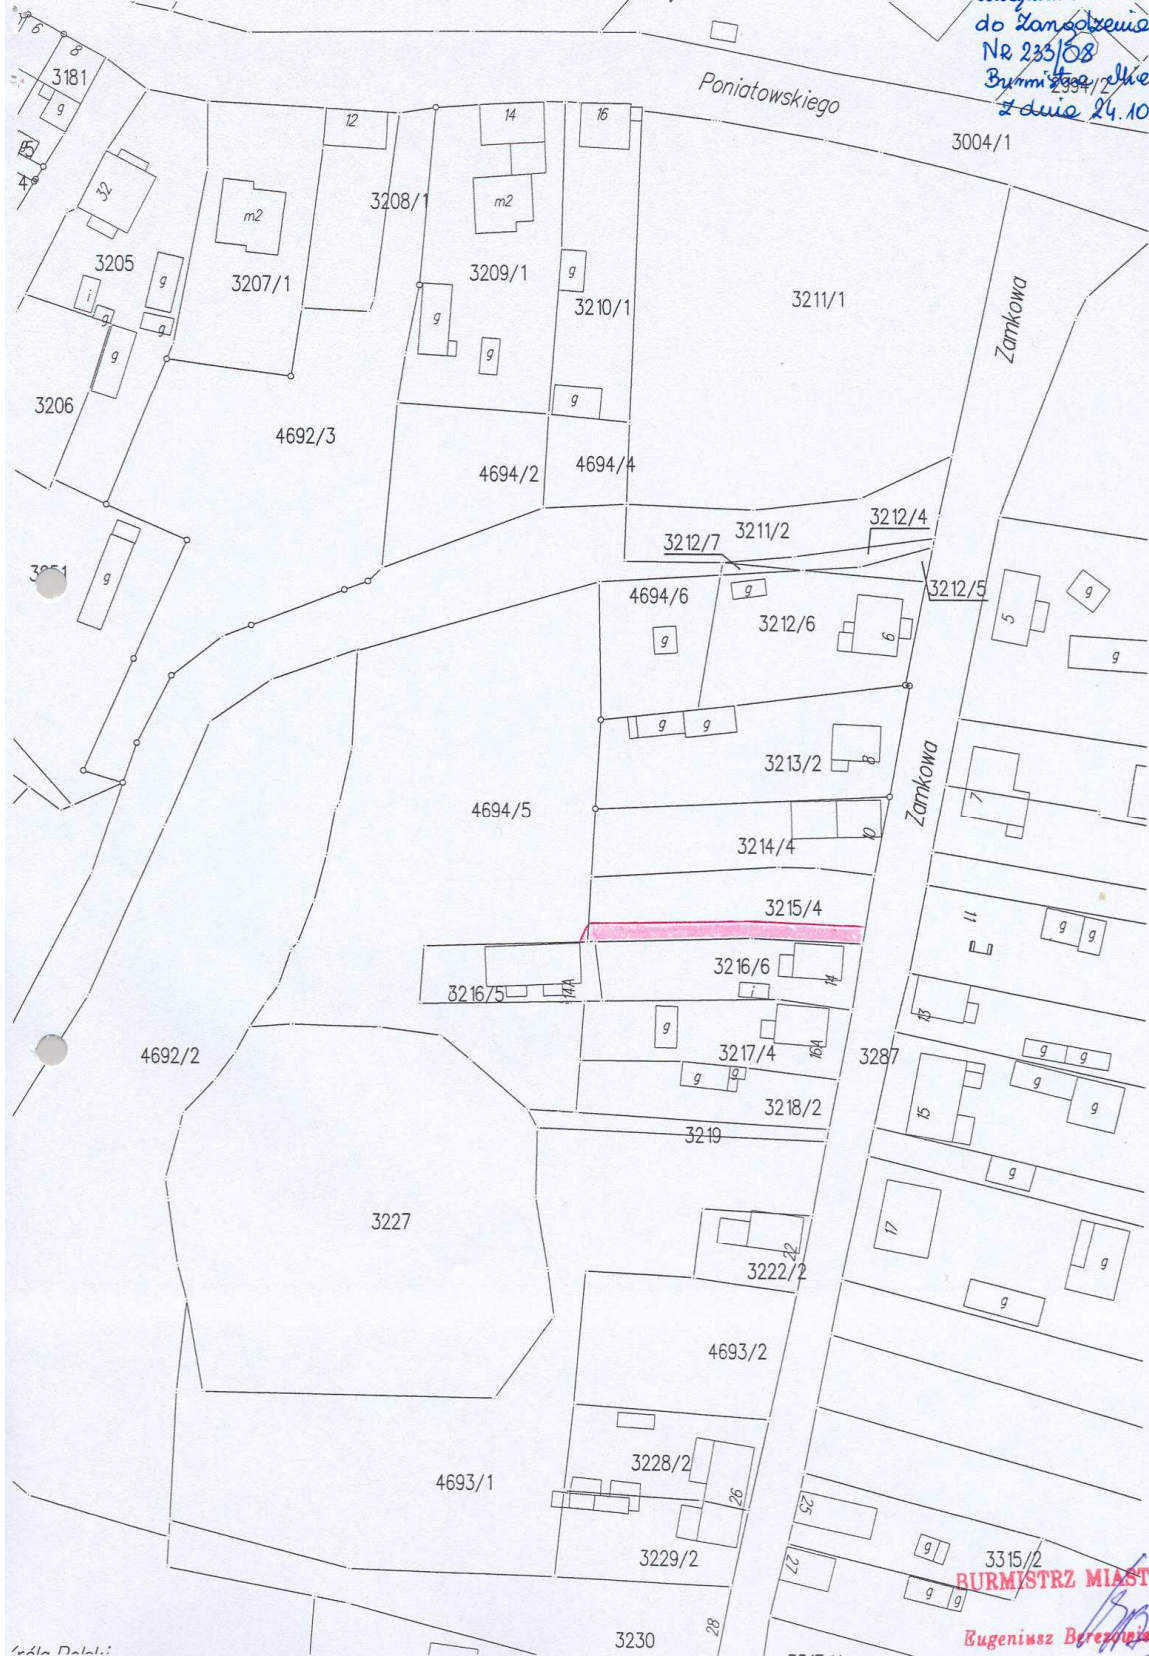 do Zarządzenia
Nr 233/08
z dnia 24.10
2994/2
Poniatowskiego
3004/1
6
8
3181
g
12
14
16
32
m2
3208/1
m2
3205
g
i
g
g
3207/1
3209/1
g
3210/1
g
3211/1
Zamkowa
g
g
g
3206
4692/3
4694/2
4694/4
3211/2
3212/4
3212/7
3212/5
g
4694/6
g
g
3212/6
6
5
g
g
g
g
3213/2
8
Zamkowa
7
4694/5
3214/4
10
3215/4
11
g
g
3216/5
14A
3216/6
i
14
13
4692/2
g
3217/4
16A
3287
g
g
g
g
g
g
3218/2
15
3219
g
3227
17
22
3222/2
g
g
4693/2
3228/2
4693/1
26
25
3229/2
27
g
3315/2
g
g
BURMISTRZ MIAST
Eugeniusz
3230
28